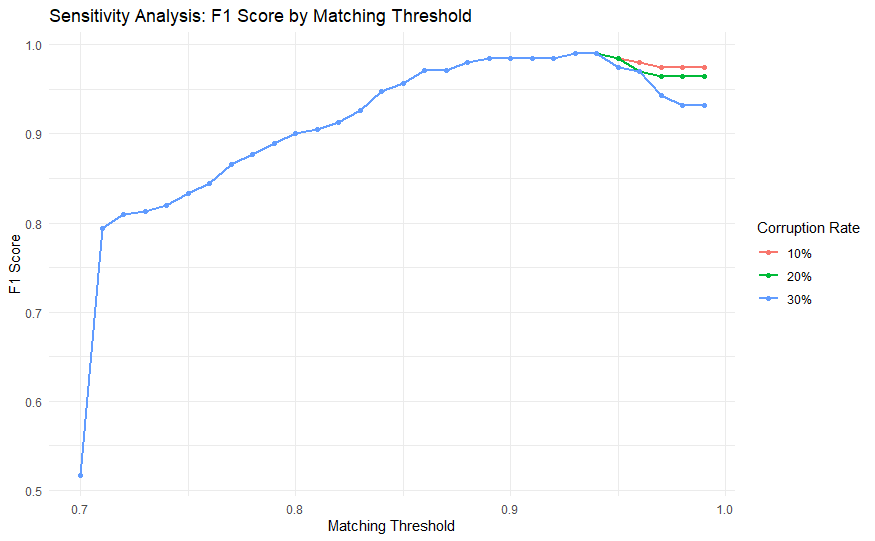 Sensitivity Analysis: F1 Score by Matching Threshold
1.0
0.9
0.8
0.7
0.6
0.5
F1 Score
0.7 0.8 0.9 1.0
Matching Threshold
Corruption Rate
10%
20%
30%